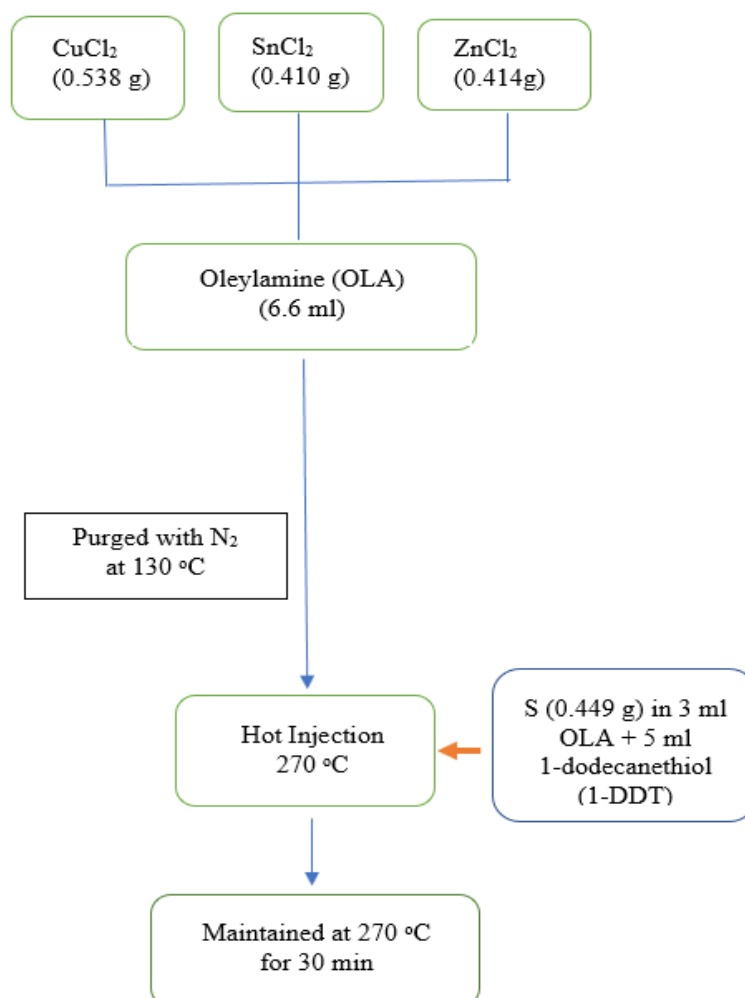 CuCl₂
(0.538 g)
SnCl₂
(0.410 g)
ZnCl₂
(0.414g)
Oleylamine (OLA)
(6.6 ml)
Purged with N₂
at 130 ᵒC
Hot Injection
270 ᵒC
S (0.449 g) in 3 ml
OLA + 5 ml
1-dodecanethiol
(1-DDT)
Maintained at 270 ᵒC
for 30 min